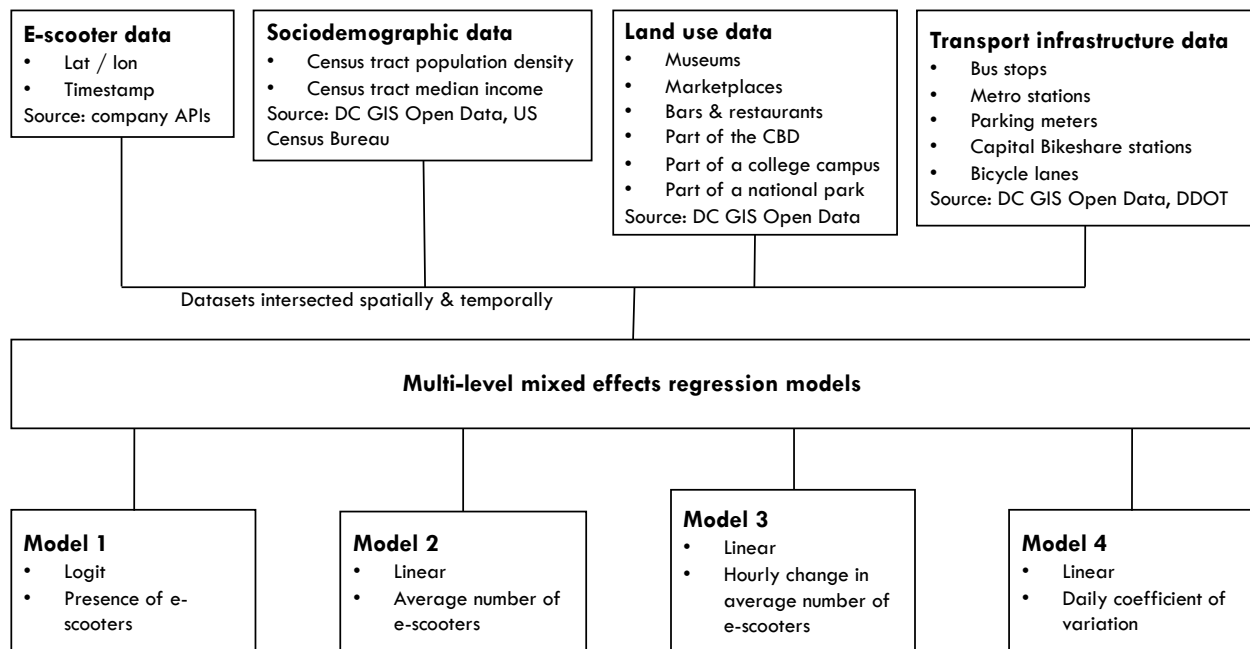 E-scooter data
• Lat / lon
• Timestamp
Source: company APIs
Sociodemographic data
• Census tract population density
• Census tract median income
Source: DC GIS Open Data, US
Census Bureau
Land use data
• Museums
• Marketplaces
• Bars & restaurants
• Part of the CBD
• Part of a college campus
• Part of a national park
Source: DC GIS Open Data
Transport infrastructure data
• Bus stops
• Metro stations
• Parking meters
• Capital Bikeshare stations
• Bicycle lanes
Source: DC GIS Open Data, DDOT
Datasets intersected spatially & temporally
Multi-level mixed effects regression models
Model 1
• Logit
• Presence of e-
scooters
Model 2
• Linear
• Average number of
e-scooters
Model 3
• Linear
• Hourly change in
average number of
e-scooters
Model 4
• Linear
• Daily coefficient of
variation